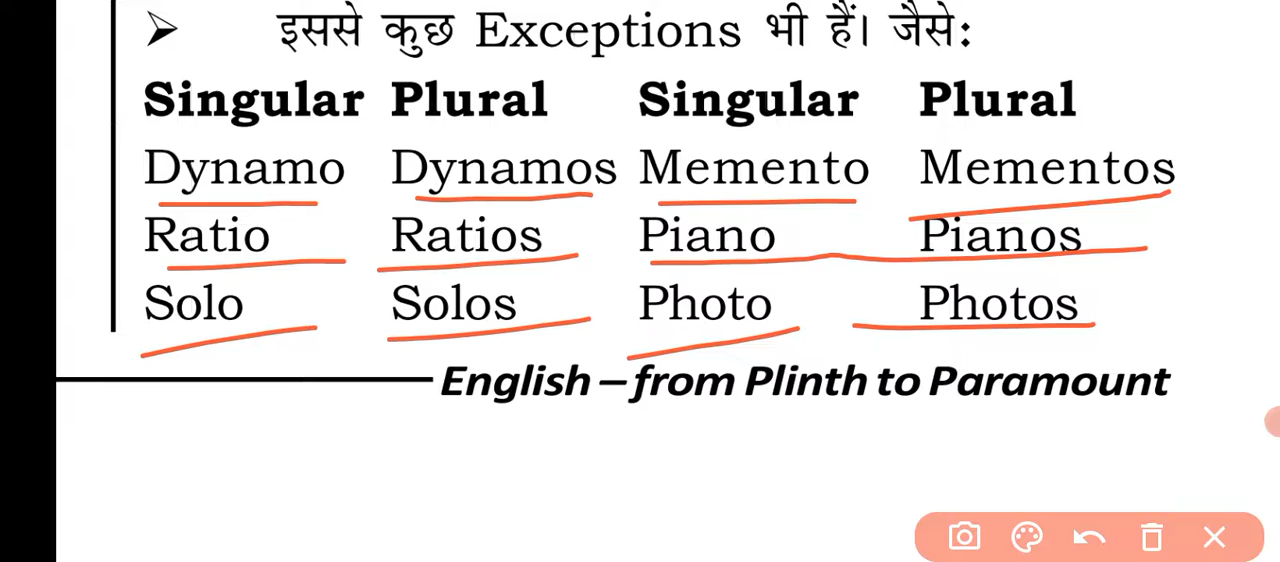 ➢ इससे कुछ Exceptions भी हैं। जैसे:
Singular Plural Singular Plural
Dynamo Dynamos Memento Mementos
Ratio Ratios Piano Pianos
Solo Solos Photo Photos
English – from Plinth to Paramount